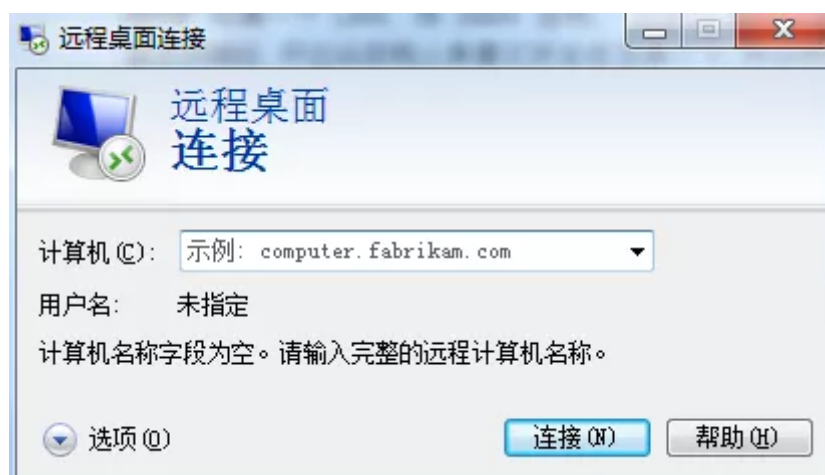 远程桌面连接
远程桌面
连接
计算机(C): 示例: computer.fabrikam.com
用户名: 未指定
计算机名称字段为空。请输入完整的远程计算机名称。
选项(O) 连接(N) 帮助(H)